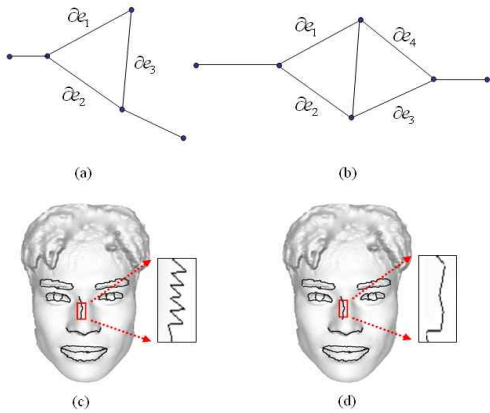 ∂e₁
∂e₂
∂e₃
(a)
∂e₁
∂e₄
∂e₂
∂e₃
(b)
(c)
(d)